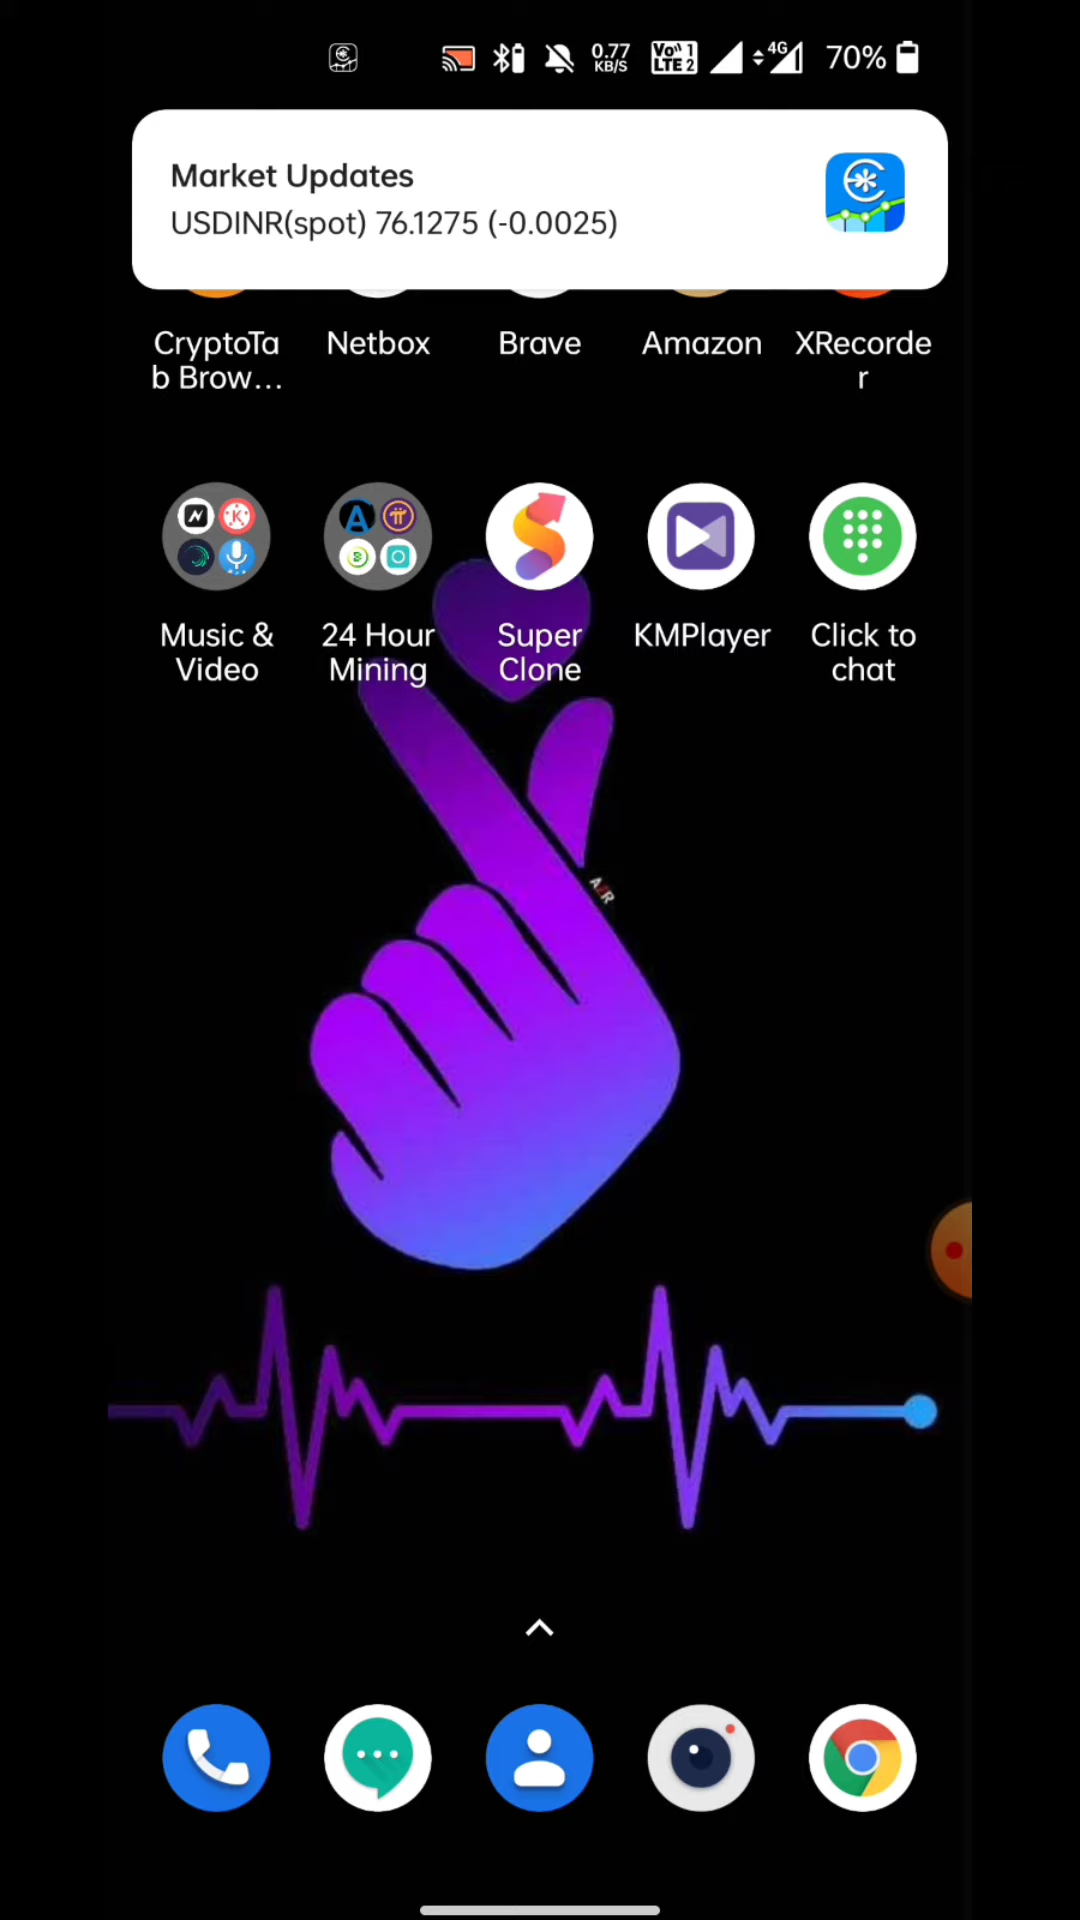 0.77
KB/S
Vo 1
LTE 2
4G
70%
Market Updates
USDINR(spot) 76.1275 (-0.0025)
CryptoTa
b Brow...
Netbox
Brave
Amazon
XRecorde
r
Music &
Video
24 Hour
Mining
Super
Clone
KMPlayer
Click to
chat
A2R